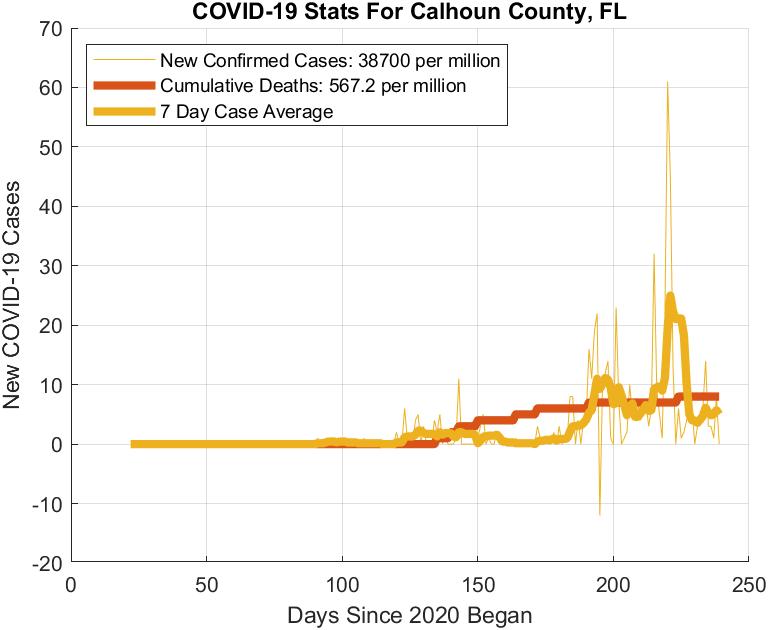 COVID-19 Stats For Calhoun County, FL
70
60
50
40
30
20
10
0
-10
-20
New COVID-19 Cases
New Confirmed Cases: 38700 per million
Cumulative Deaths: 567.2 per million
7 Day Case Average
0 50 100 150 200 250
Days Since 2020 Began